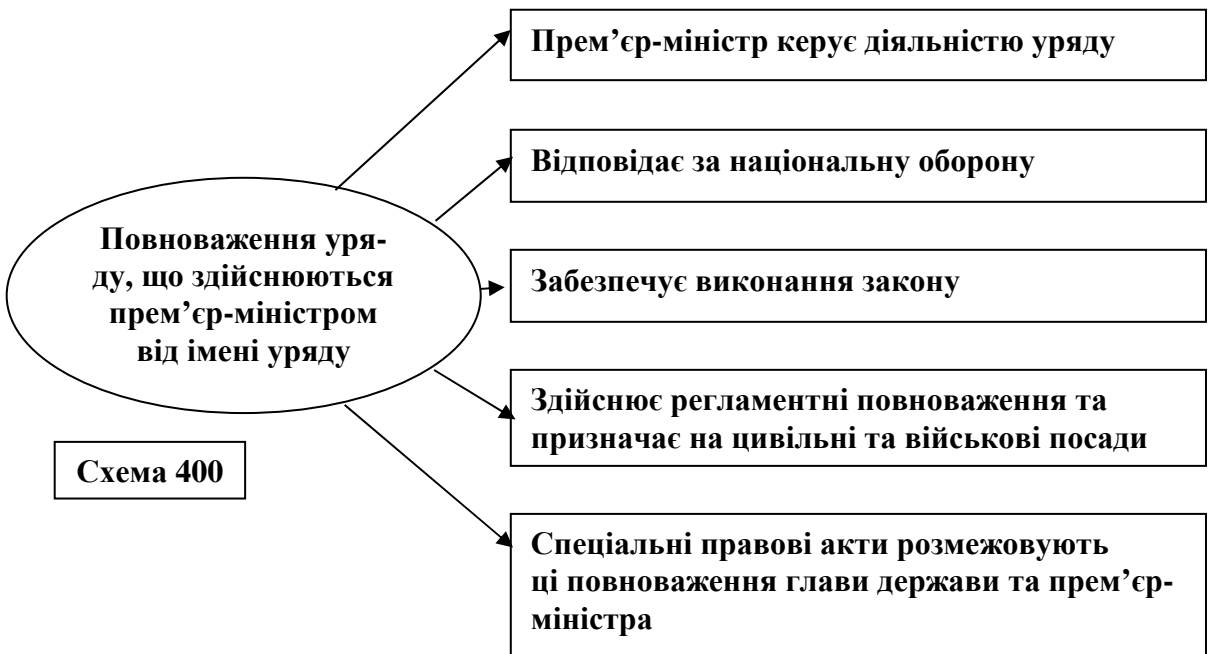 Прем’єр-міністр керує діяльністю уряду
Відповідає за національну оборону
Повноваження уря-
ду, що здійснюються
прем’єр-міністром
від імені уряду
Забезпечує виконання закону
Здійснює регламентні повноваження та
призначає на цивільні та військові посади
Схема 400
Спеціальні правові акти розмежовують
ці повноваження глави держави та прем’єр-
міністра